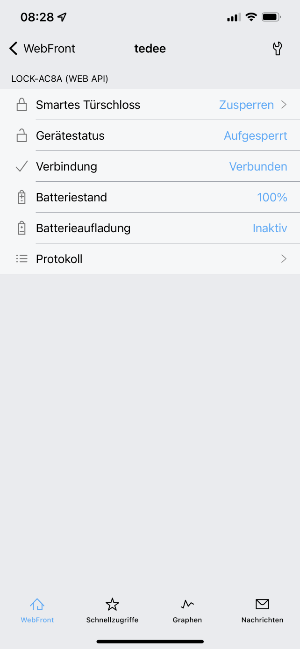 08:28
WebFront
tedee
LOCK-AC8A (WEB API)
Smartes Türschloss Zusperren
Gerätestatus Aufgesperrt
Verbindung Verbunden
Batteriestand 100%
Batterieaufladung Inaktiv
Protokoll
WebFront Schnellzugriffe Graphen Nachrichten